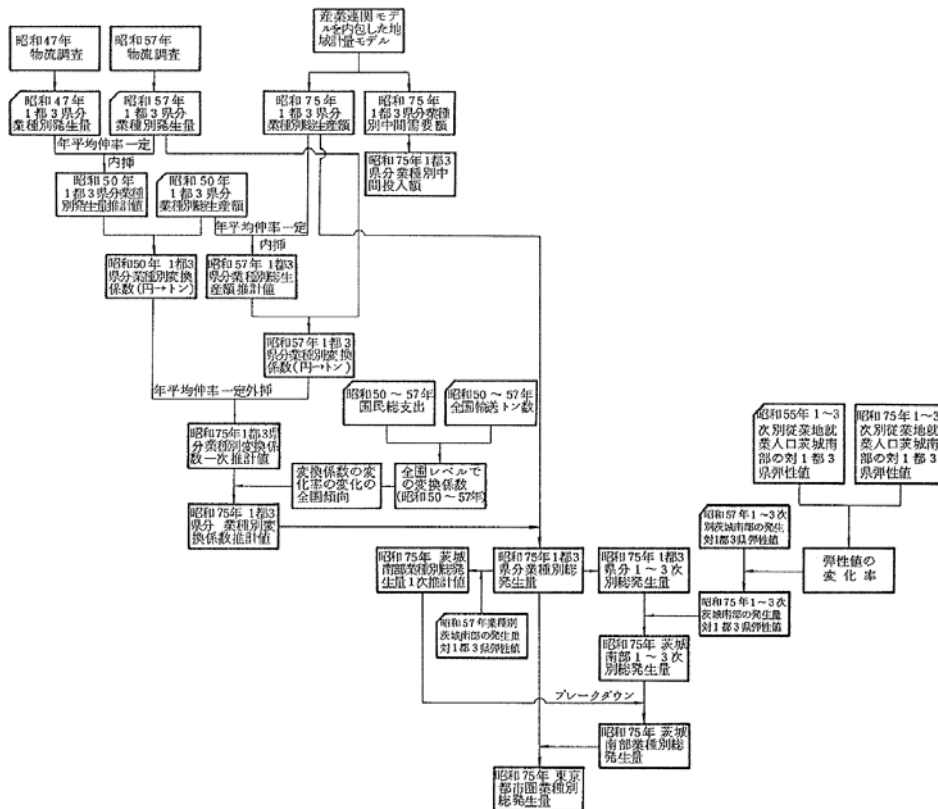 昭和47年
物流調査
昭和57年
物流調査
産業連関モデ
ルを内包した地
域計量モデル
昭和47年
1都3県分
業種別発生量
昭和57年
1都3県分
業種別発生量
昭和75年
1都3県分
業種別総生産額
昭和75年
1都3県分業種
別中間需要額
年平均伸率一定
内挿
昭和75年1都3
県分業種別中
間投入額
昭和50年
1都3県分業種
別発生量推計値
昭和50年
1都3県分
業種別総生産額
年平均伸率一定
内挿
昭和50年 1都3
県分業種別変換
係数(円→トン)
昭和57年 1都3
県分業種別総生
産額推計値
昭和57年 1都3
県分業種別変換
係数(円→トン)
年平均伸率一定外挿
昭和50~57年
国民総支出
昭和50~57年
全国輸送トン数
昭和55年1~3
次別従業地就
業人口茨城南
部の対1都3
県弾性値
昭和75年1~3
次別従業地就
業人口茨城南
部の対1都3
県弾性値
昭和75年1都3県
分業種別変換係
数一次推計値
変換係数の変
化率の変化の
全国傾向
全国レベルで
の変換係数
(昭和50~57年)
昭和75年 1都3
県分 業種別変
換係数推計値
昭和57年1~3次
別茨城南部の発生
対1都3県弾性値
弾性値の
変化率
昭和75年 茨城
南部業種別総発
生量1次推計値
昭和75年1都3
県分業種別総
発生量
昭和75年1都3
県分1~3次
別総発生量
昭和75年1~3次
茨城南部の発生量
対1都3県弾性値
昭和57年業種別
茨城南部の発生量
対1都3県弾性値
昭和75年 茨城
南部1~3次
別総発生量
ブレークダウン
昭和75年 茨城
南部業種別総
発生量
昭和75年 東京
都市圏業種別
総発生量